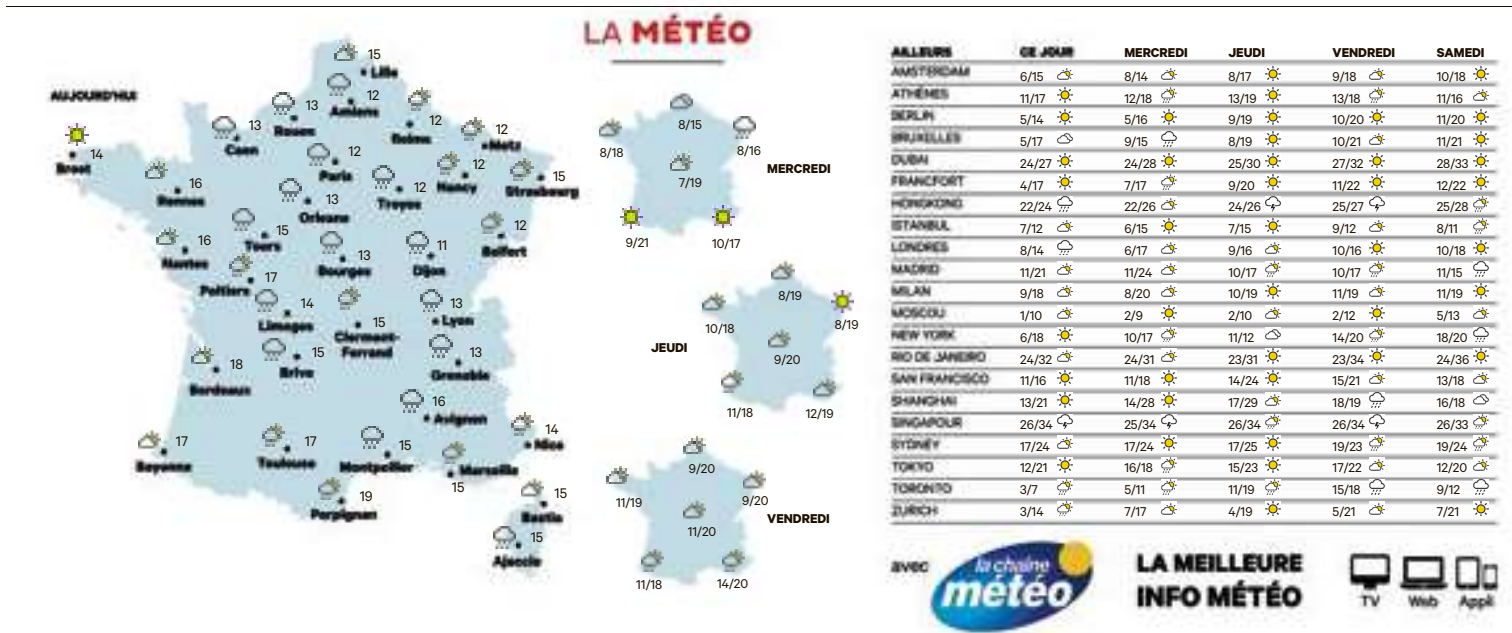 LA MÉTÉO
AUJOURD'HUI
15
Lille
12
Amiens
13
Rouen
12
Reims
13
Caen
12
Metz
14
Brest
12
Paris
12
Nancy
15
Strasbourg
16
Rennes
12
Troyes
13
Orléans
15
Tours
12
Belfort
16
Nantes
13
Bourges
11
Dijon
17
Poitiers
14
Limoges
15
Clermont-
Ferrand
13
Lyon
18
Bordeaux
15
Brive
13
Grenoble
16
Avignon
14
Nice
17
Bayonne
17
Toulouse
15
Montpellier
Marseille
15
19
Perpignan
15
Bastia
15
Ajaccio
8/15
8/18
8/16
MERCREDI
7/19
9/21
10/17
8/19
10/18
8/19
JEUDI
9/20
11/18
12/19
9/20
11/19
9/20
11/20
VENDREDI
11/18
14/20
AILLEURS CE JOUR MERCREDI JEUDI VENDREDI SAMEDI
AMSTERDAM 6/15 8/14 8/17 9/18 10/18
ATHÈNES 11/17 12/18 13/19 13/18 11/16
BERLIN 5/14 5/16 9/19 10/20 11/20
BRUXELLES 5/17 9/15 8/19 10/21 11/21
DUBAI 24/27 24/28 25/30 27/32 28/33
FRANCFORT 4/17 7/17 9/20 11/22 12/22
HONGKONG 22/24 22/26 24/26 25/27 25/28
ISTANBUL 7/12 6/15 7/15 9/12 8/11
LONDRES 8/14 6/17 9/16 10/16 10/18
MADRID 11/21 11/24 10/17 10/17 11/15
MILAN 9/18 8/20 10/19 11/19 11/19
MOSCOU 1/10 2/9 2/10 2/12 5/13
NEW YORK 6/18 10/17 11/12 14/20 18/20
RIO DE JANEIRO 24/32 24/31 23/31 23/34 24/36
SAN FRANCISCO 11/16 11/18 14/24 15/21 13/18
SHANGHAI 13/21 14/28 17/29 18/19 16/18
SINGAPOUR 26/34 25/34 26/34 26/34 26/33
SYDNEY 17/24 17/24 17/25 19/23 19/24
TOKYO 12/21 16/18 15/23 17/22 12/20
TORONTO 3/7 5/11 11/19 15/18 9/12
ZURICH 3/14 7/17 4/19 5/21 7/21
avec
la chaîne
météo
LA MEILLEURE
INFO MÉTÉO
TV Web Appli